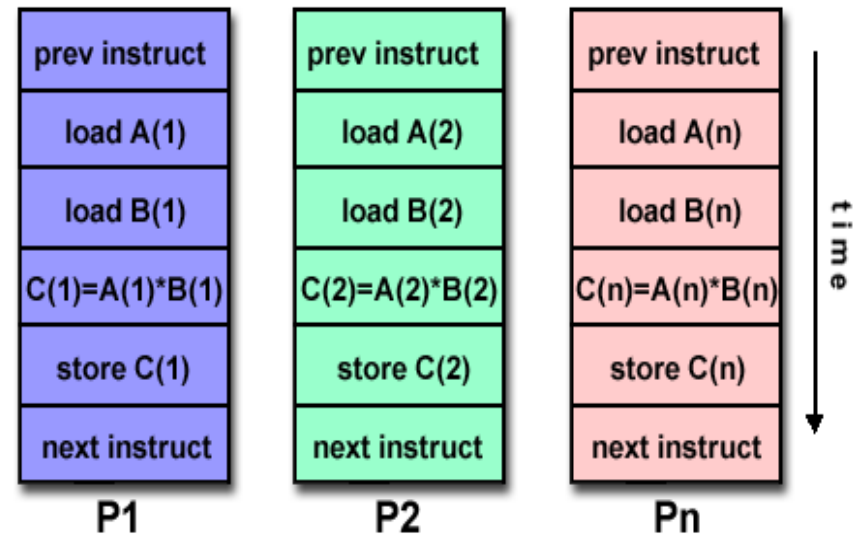 prev instruct
load A(1)
load B(1)
C(1)=A(1)*B(1)
store C(1)
next instruct
P1
prev instruct
load A(2)
load B(2)
C(2)=A(2)*B(2)
store C(2)
next instruct
P2
prev instruct
load A(n)
load B(n)
C(n)=A(n)*B(n)
store C(n)
next instruct
Pn
time